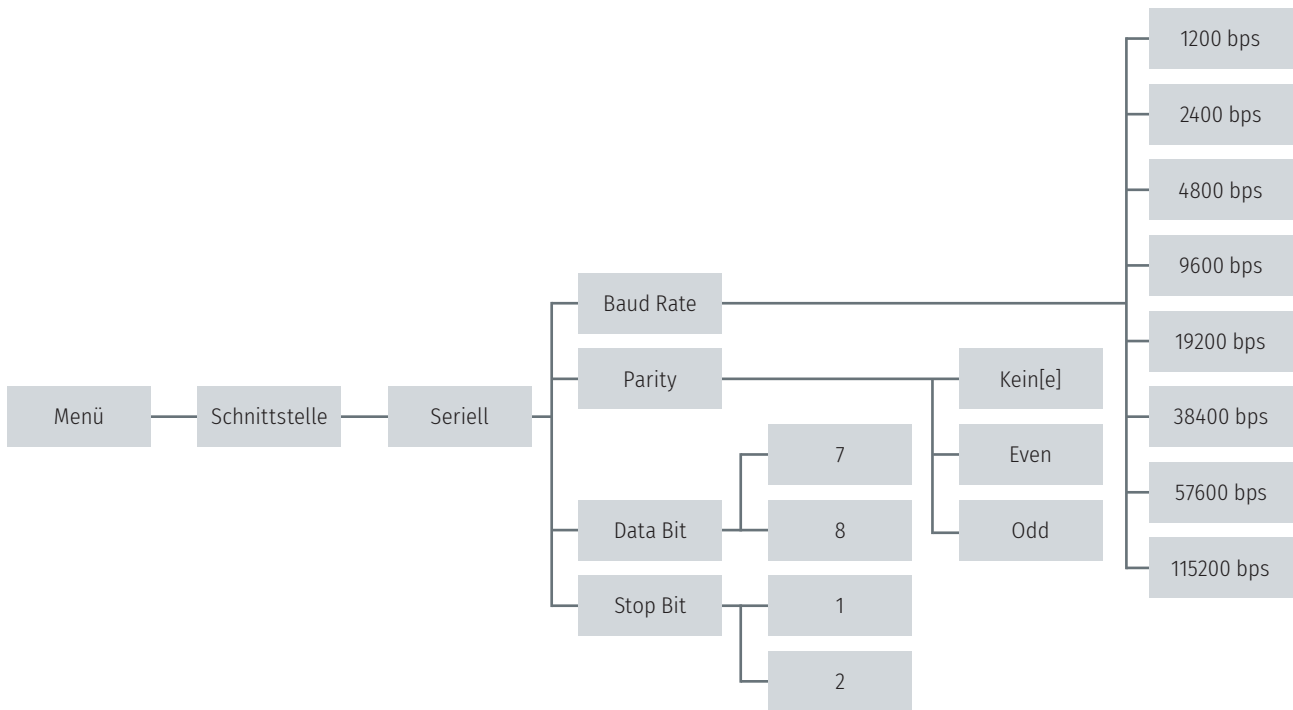 Menü
Schnittstelle
Seriell
Baud Rate
1200 bps
2400 bps
4800 bps
9600 bps
19200 bps
38400 bps
57600 bps
115200 bps
Parity
Kein[e]
Even
Odd
Data Bit
7
8
Stop Bit
1
2